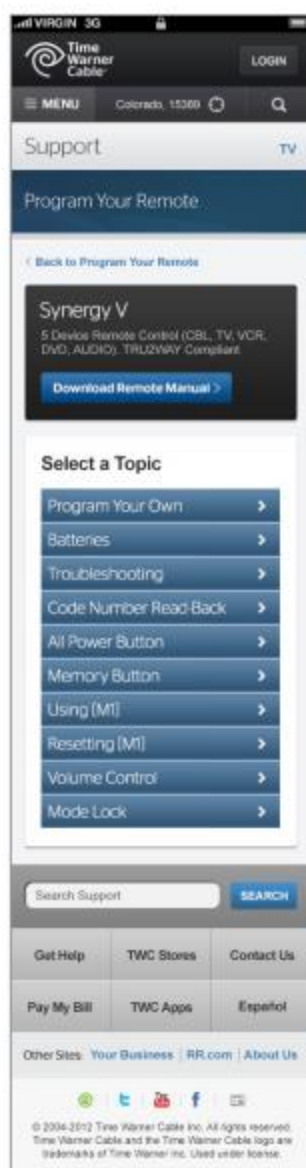 VIRGIN 3G
Time
Warner
Cable
LOGIN
MENU
Colorado, 15369
Support
TV
Program Your Remote
< Back to Program Your Remote
Synergy V
5 Device Remote Control (CBL, TV, VCR,
DVD, AUDIO). TRU2WAY Compliant
Download Remote Manual >
Select a Topic
Program Your Own
Batteries
Troubleshooting
Code Number Read-Back
All Power Button
Memory Button
Using [M1]
Resetting [M1]
Volume Control
Mode Lock
Search Support
SEARCH
Get Help
TWC Stores
Contact Us
Pay My Bill
TWC Apps
Español
Other Sites: Your Business | RR.com | About Us
© 2004-2012 Time Warner Cable Inc. All rights reserved.
Time Warner Cable and the Time Warner Cable logo are
trademarks of Time Warner Inc. Used under license.